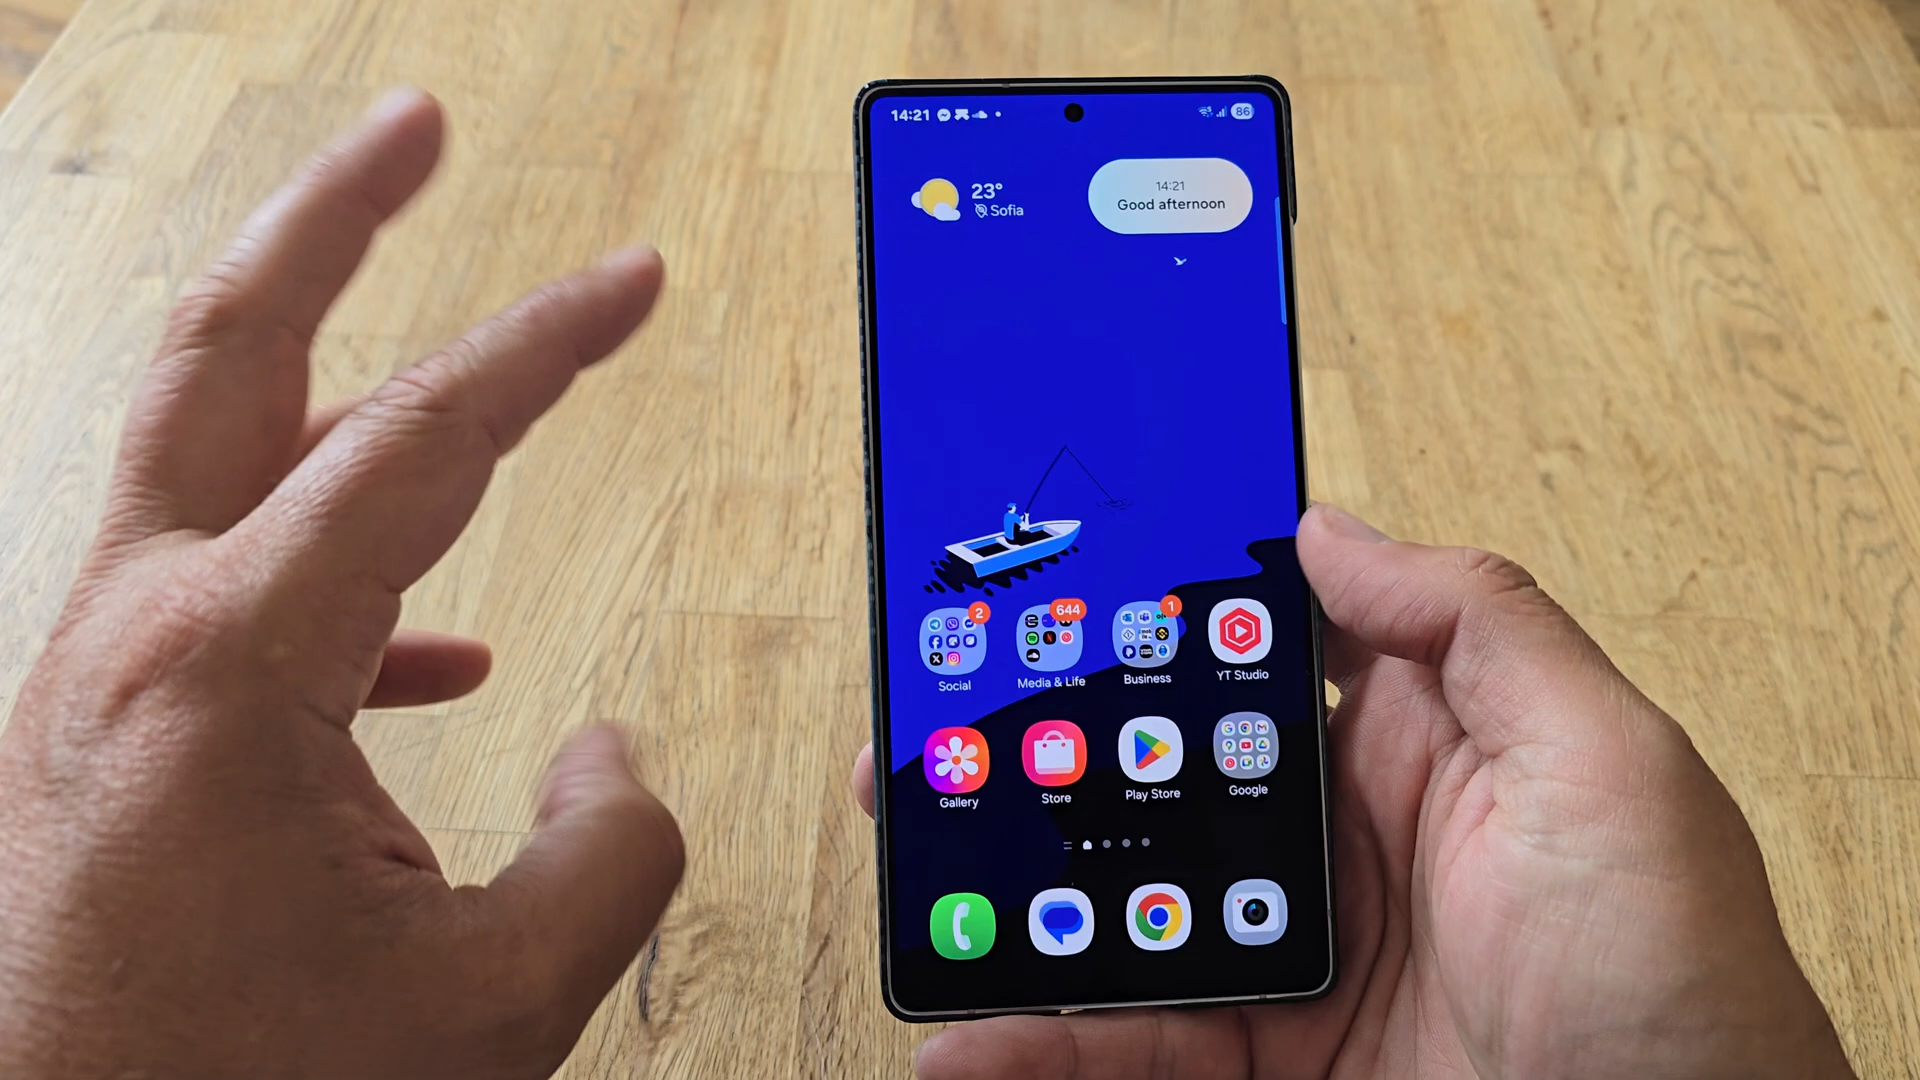 14:21
86
23°
Sofia
14:21
Good afternoon
2
644
1
Social
Media & Life
Business
YT Studio
Gallery
Store
Play Store
Google